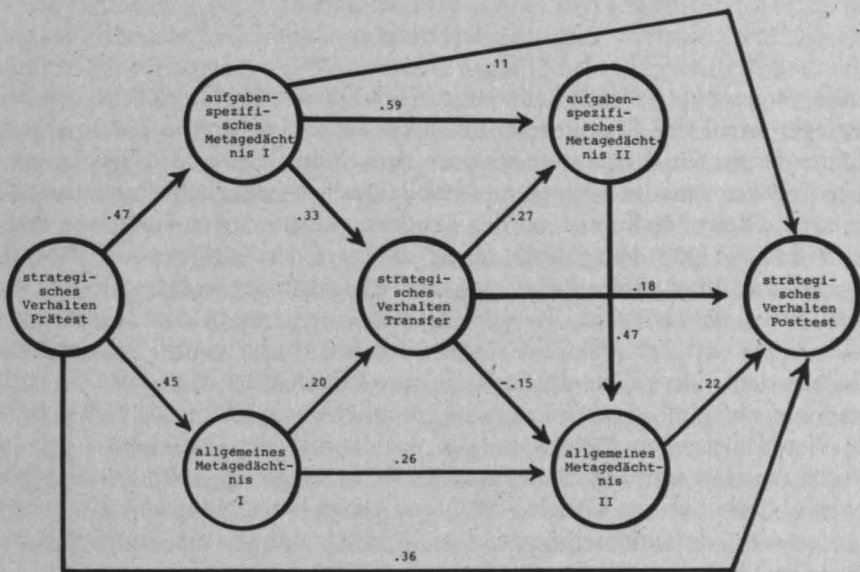 .11
.59
aufgaben-
spezifi-
sches
Metagedächt
nis I
aufgaben-
spezifi-
sches
Metagedächt
nis II
.47
.33
.27
strategi-
sches
Verhalten
Prätest
strategi-
sches
Verhalten
Transfer
.18
strategi-
sches
Verhalten
Posttest
.47
.45
.20
-.15
.22
allgemeines
Metagedächt-
nis
I
.26
allgemeines
Metagedächt-
nis
II
.36